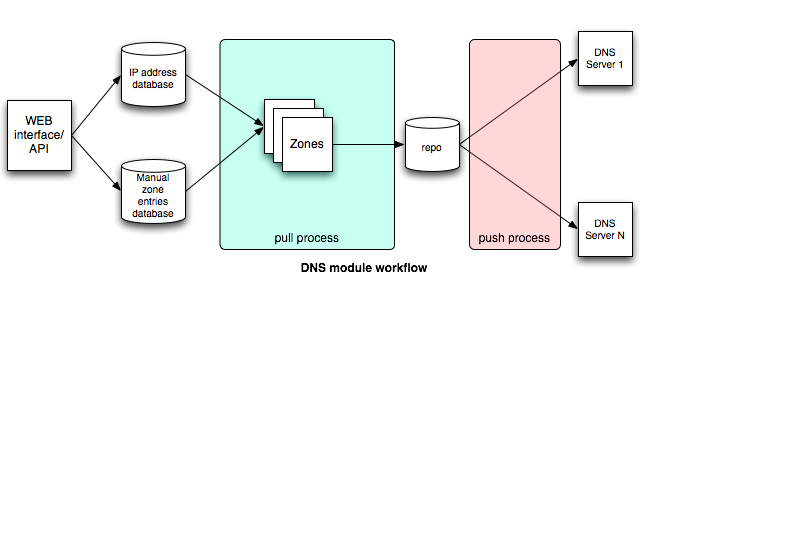 WEB
interface/
API
IP address
database
Manual
zone
entries
database
Zones
pull process
repo
push process
DNS
Server 1
DNS
Server N
DNS module workflow